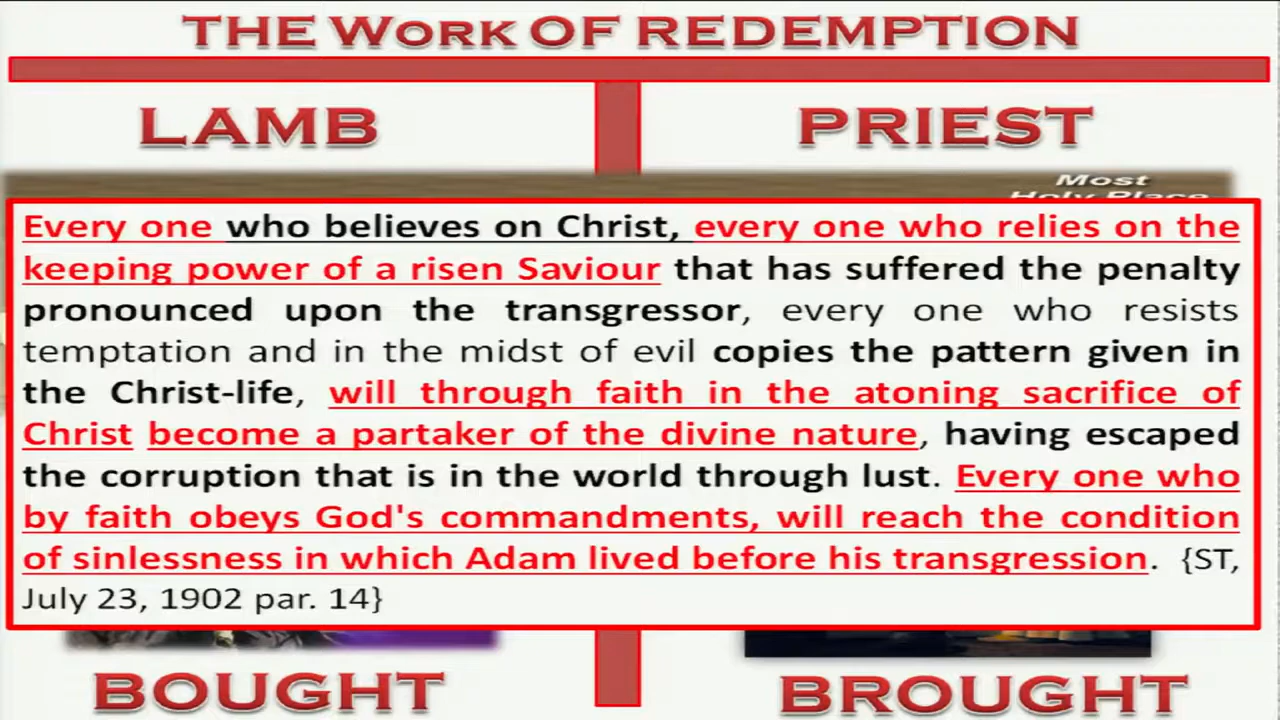 THE WORK OF REDEMPTION
LAMB
PRIEST
Most
Holy Place
Every one who believes on Christ, every one who relies on the
keeping power of a risen Saviour that has suffered the penalty
pronounced upon the transgressor, every one who resists
temptation and in the midst of evil copies the pattern given in
the Christ-life, will through faith in the atoning sacrifice of
Christ become a partaker of the divine nature, having escaped
the corruption that is in the world through lust. Every one who
by faith obeys God's commandments, will reach the condition
of sinlessness in which Adam lived before his transgression. {ST,
July 23, 1902 par. 14}
BOUGHT
BROUGHT